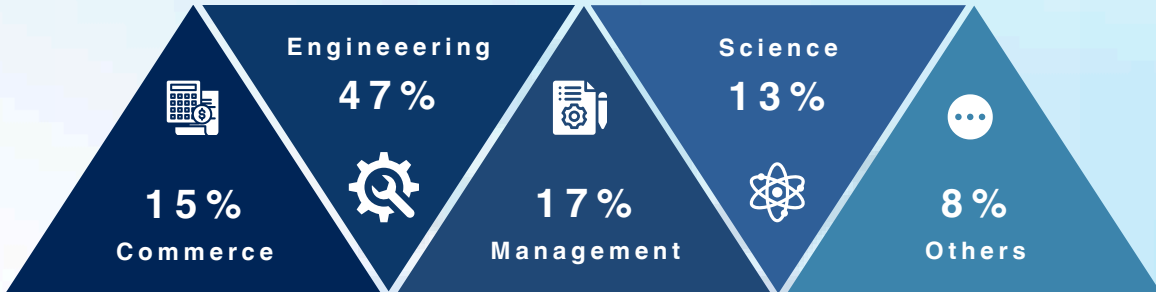 Engineeering
47%
Science
13%
15%
Commerce
17%
Management
8%
Others